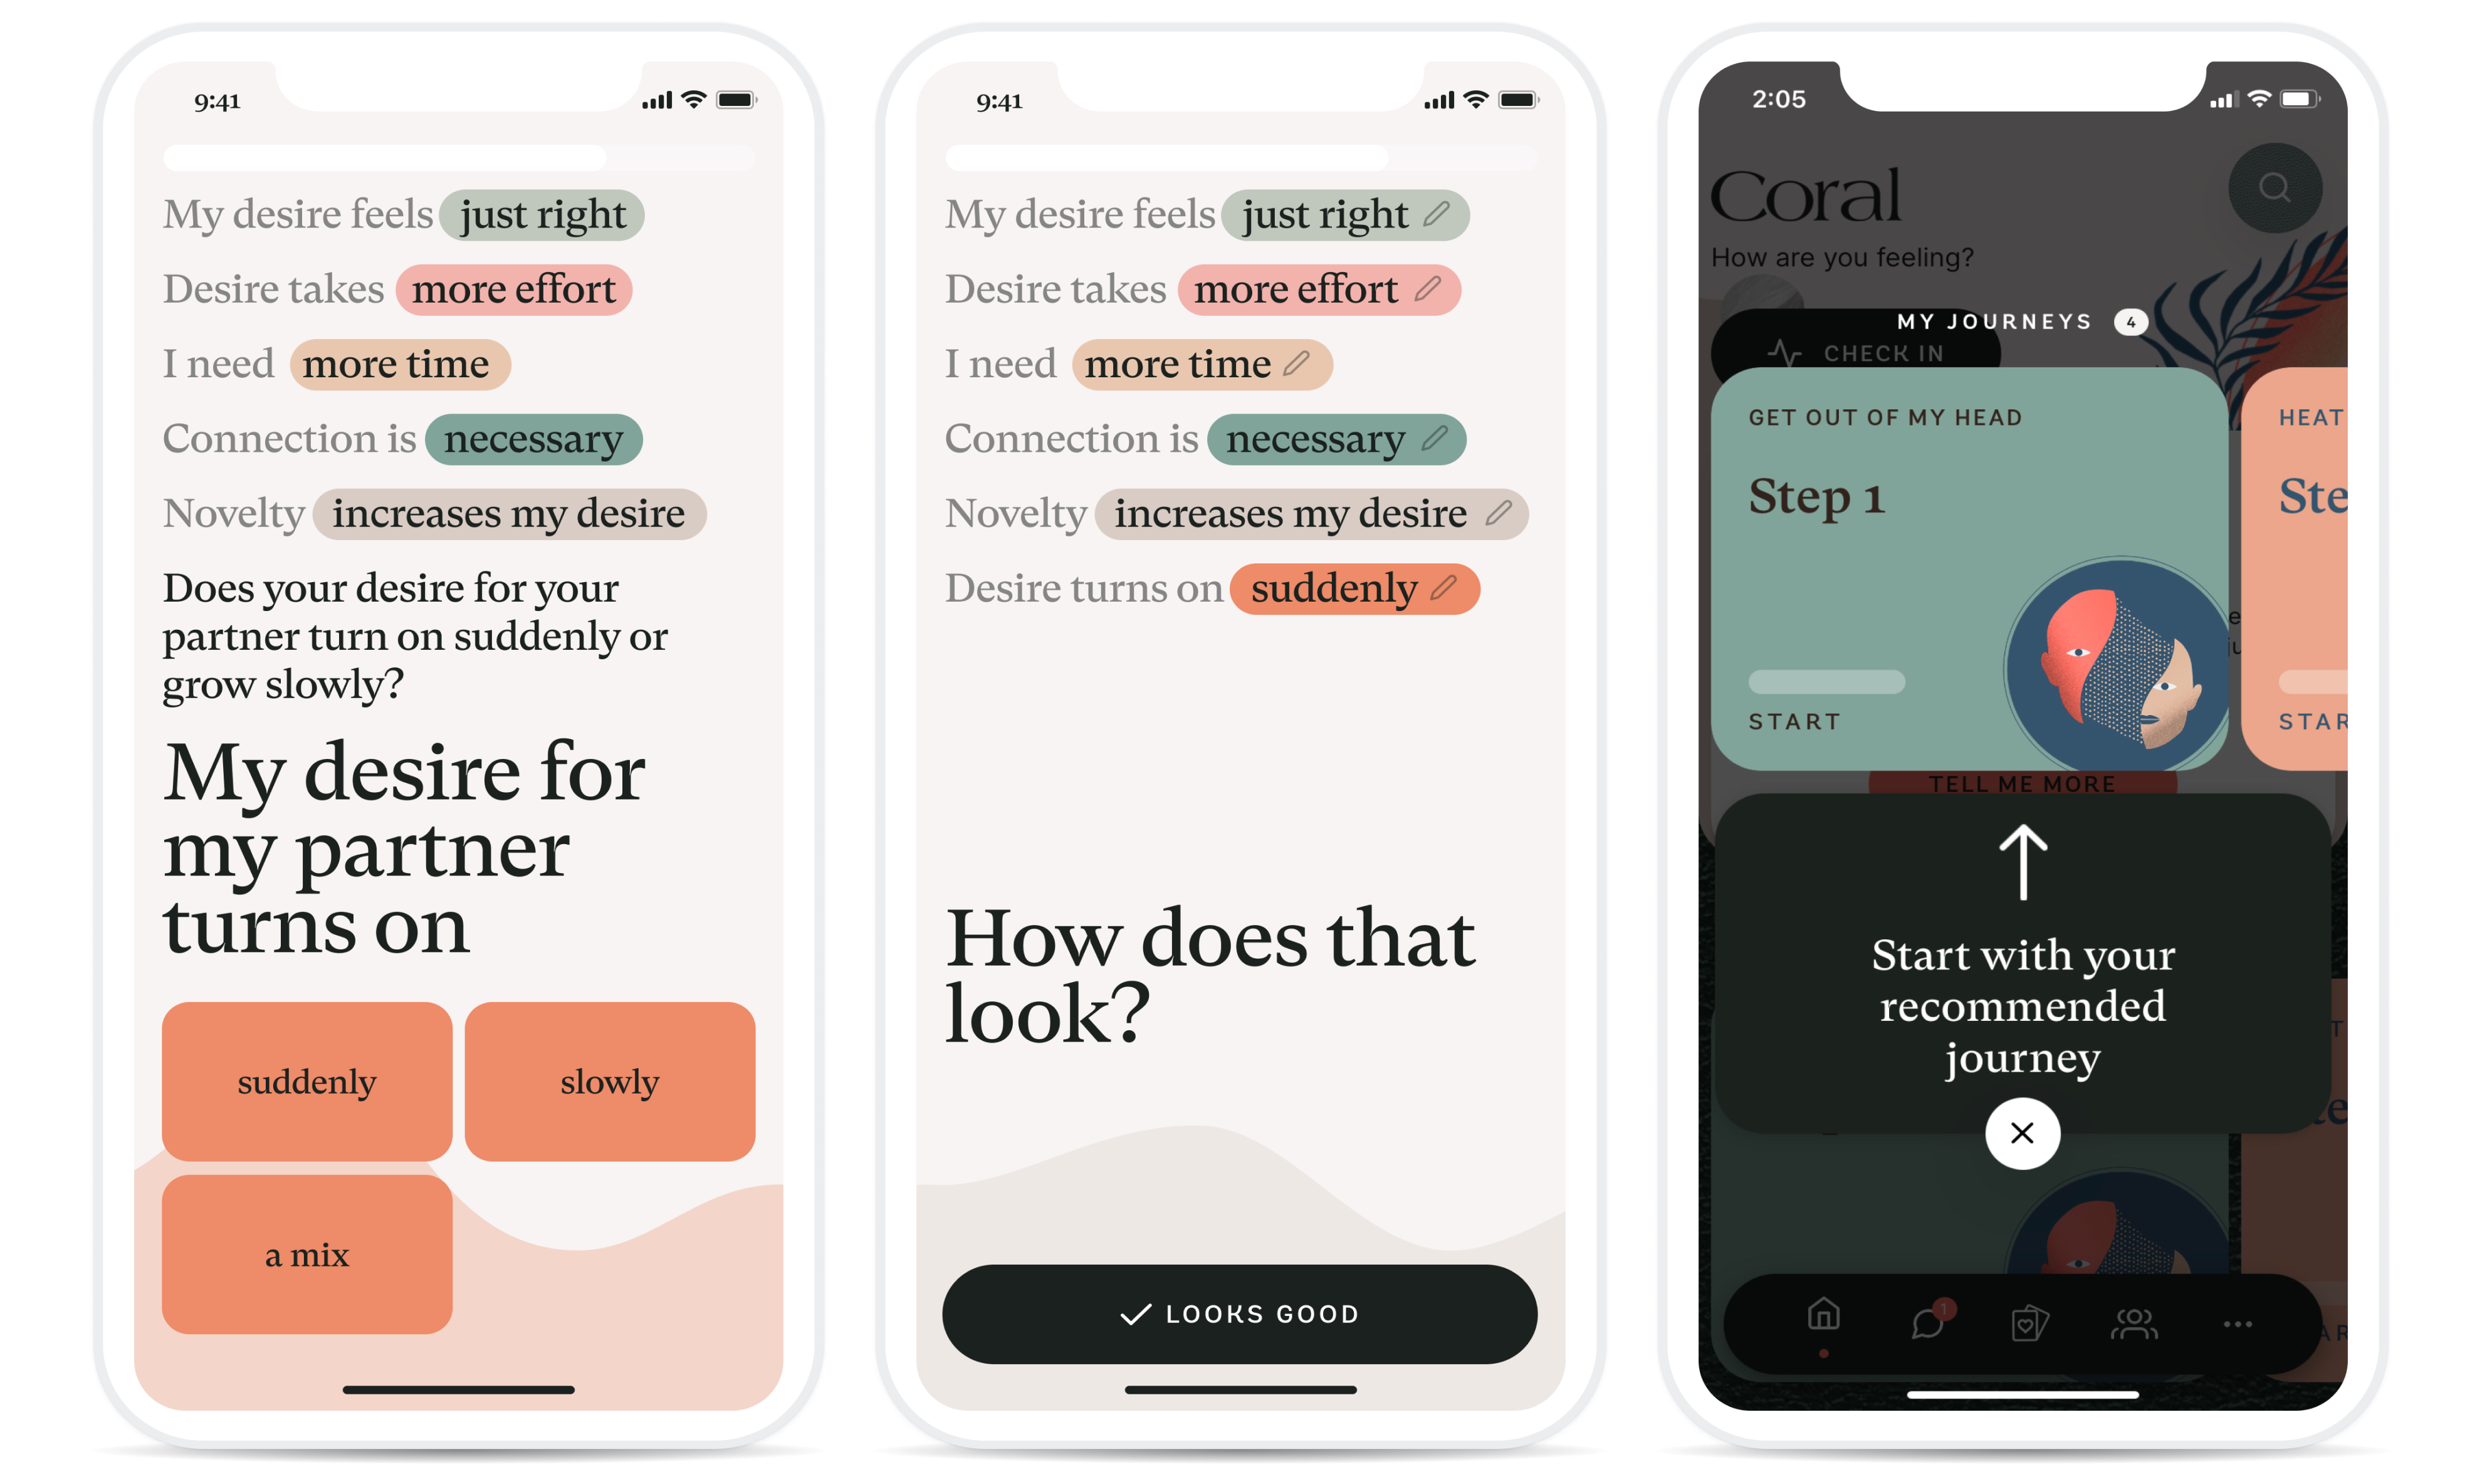 9:41
My desire feels just right
Desire takes more effort
I need more time
Connection is necessary
Novelty increases my desire
Does your desire for your
partner turn on suddenly or
grow slowly?
My desire for
my partner
turns on
suddenly
slowly
a mix
9:41
My desire feels just right
Desire takes more effort
I need more time
Connection is necessary
Novelty increases my desire
Desire turns on suddenly
How does that
look?
LOOKS GOOD
2:05
Coral
How are you feeling?
MY JOURNEYS 4
CHECK IN
GET OUT OF MY HEAD
HEAT
Step 1
Ste
START
STAR
TELL ME MORE
Start with your
recommended
journey
1